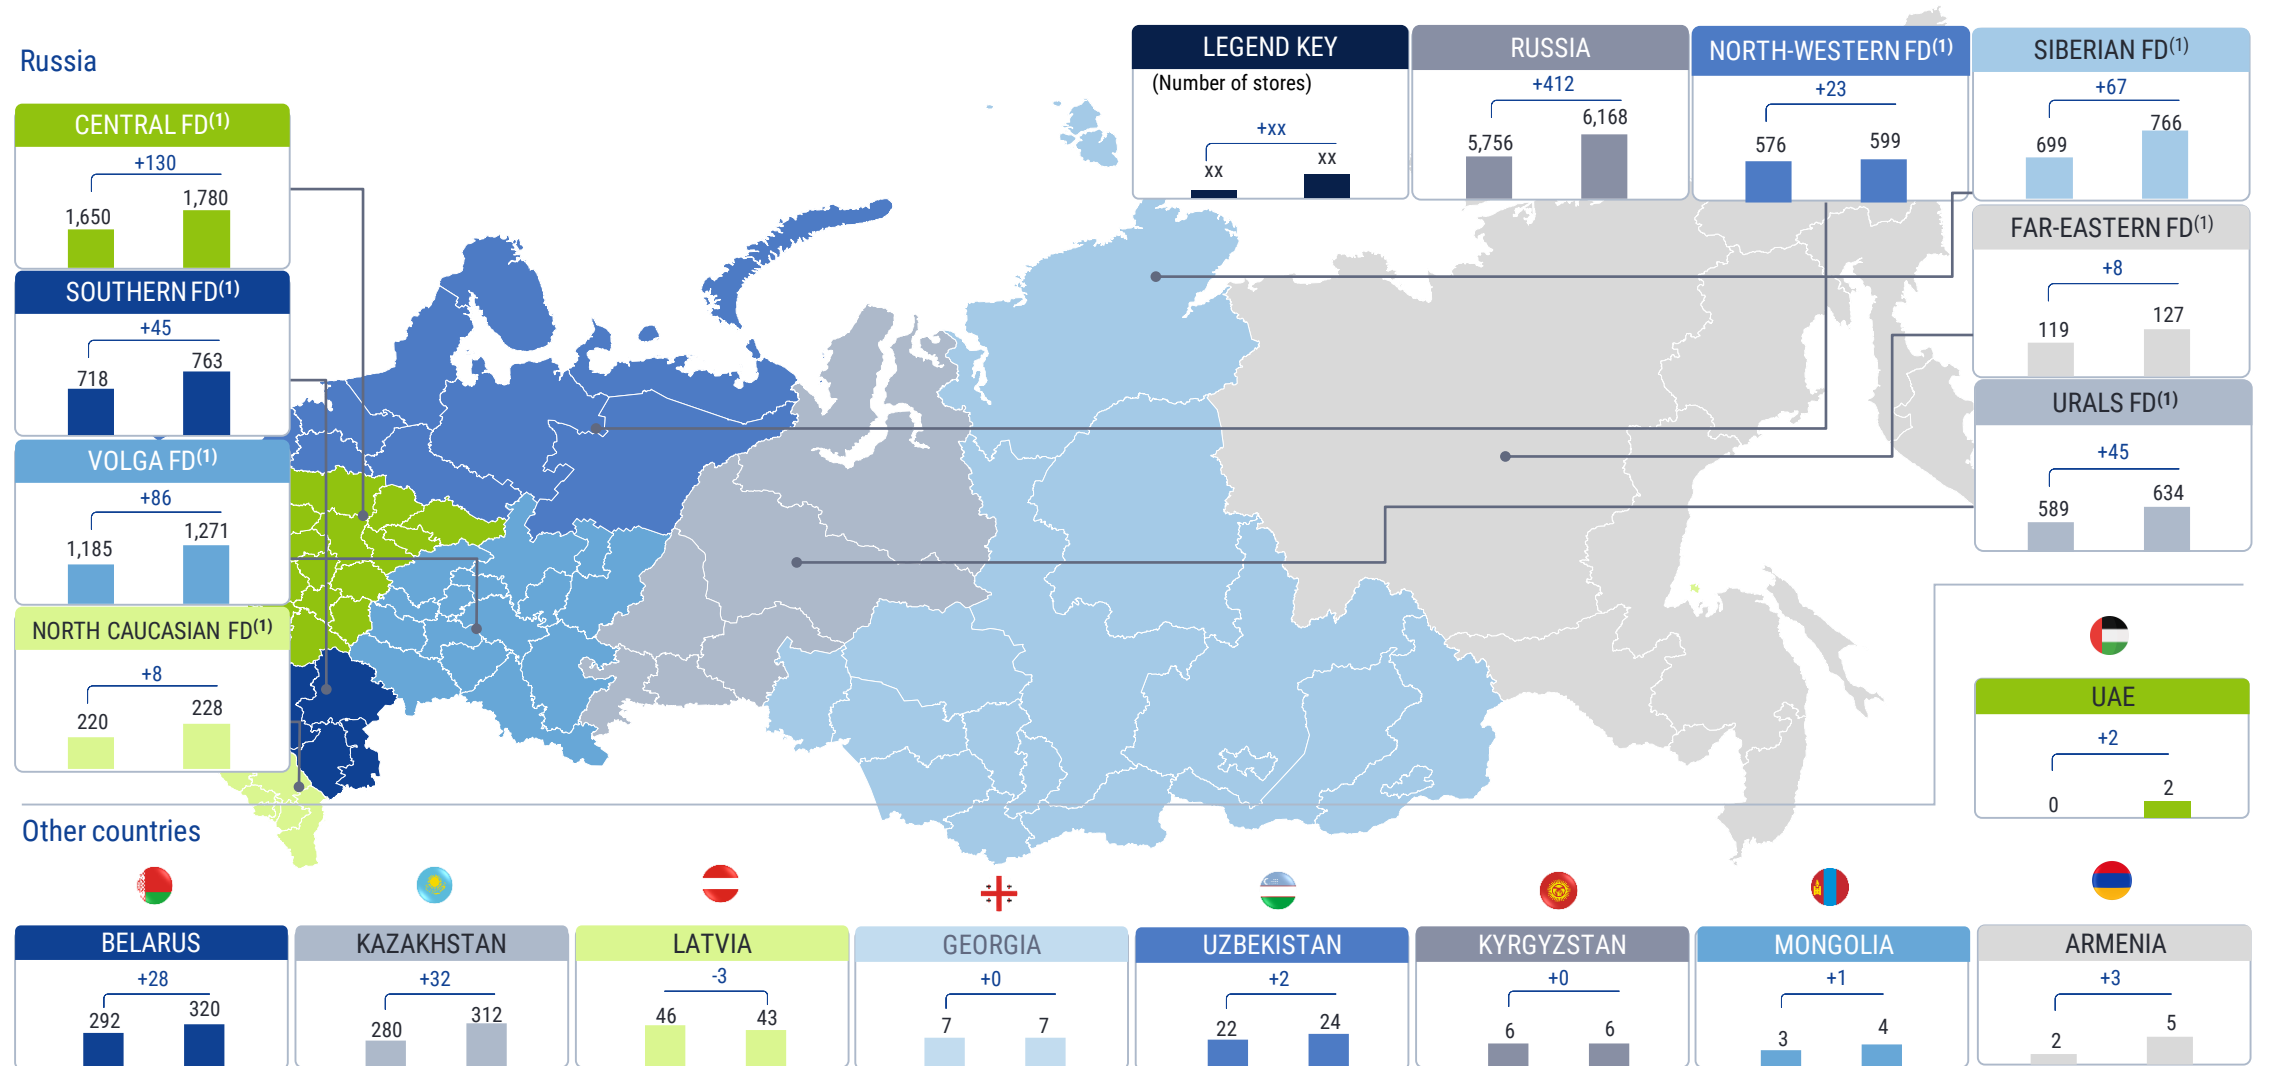 Russia
CENTRAL FD(1)
+130
1,650
1,780
SOUTHERN FD(1)
+45
718
763
VOLGA FD(1)
+86
1,185
1,271
NORTH CAUCASIAN FD(1)
+8
220
228
LEGEND KEY
(Number of stores)
+xx
xx
xx
RUSSIA
+412
5,756
6,168
NORTH-WESTERN FD(1)
+23
576
599
SIBERIAN FD(1)
+67
699
766
FAR-EASTERN FD(1)
+8
119
127
URALS FD(1)
+45
589
634
UAE
+2
0
2
Other countries
BELARUS
+28
292
320
KAZAKHSTAN
+32
280
312
LATVIA
-3
46
43
GEORGIA
+0
7
7
UZBEKISTAN
+2
22
24
KYRGYZSTAN
+0
6
6
MONGOLIA
+1
3
4
ARMENIA
+3
2
5